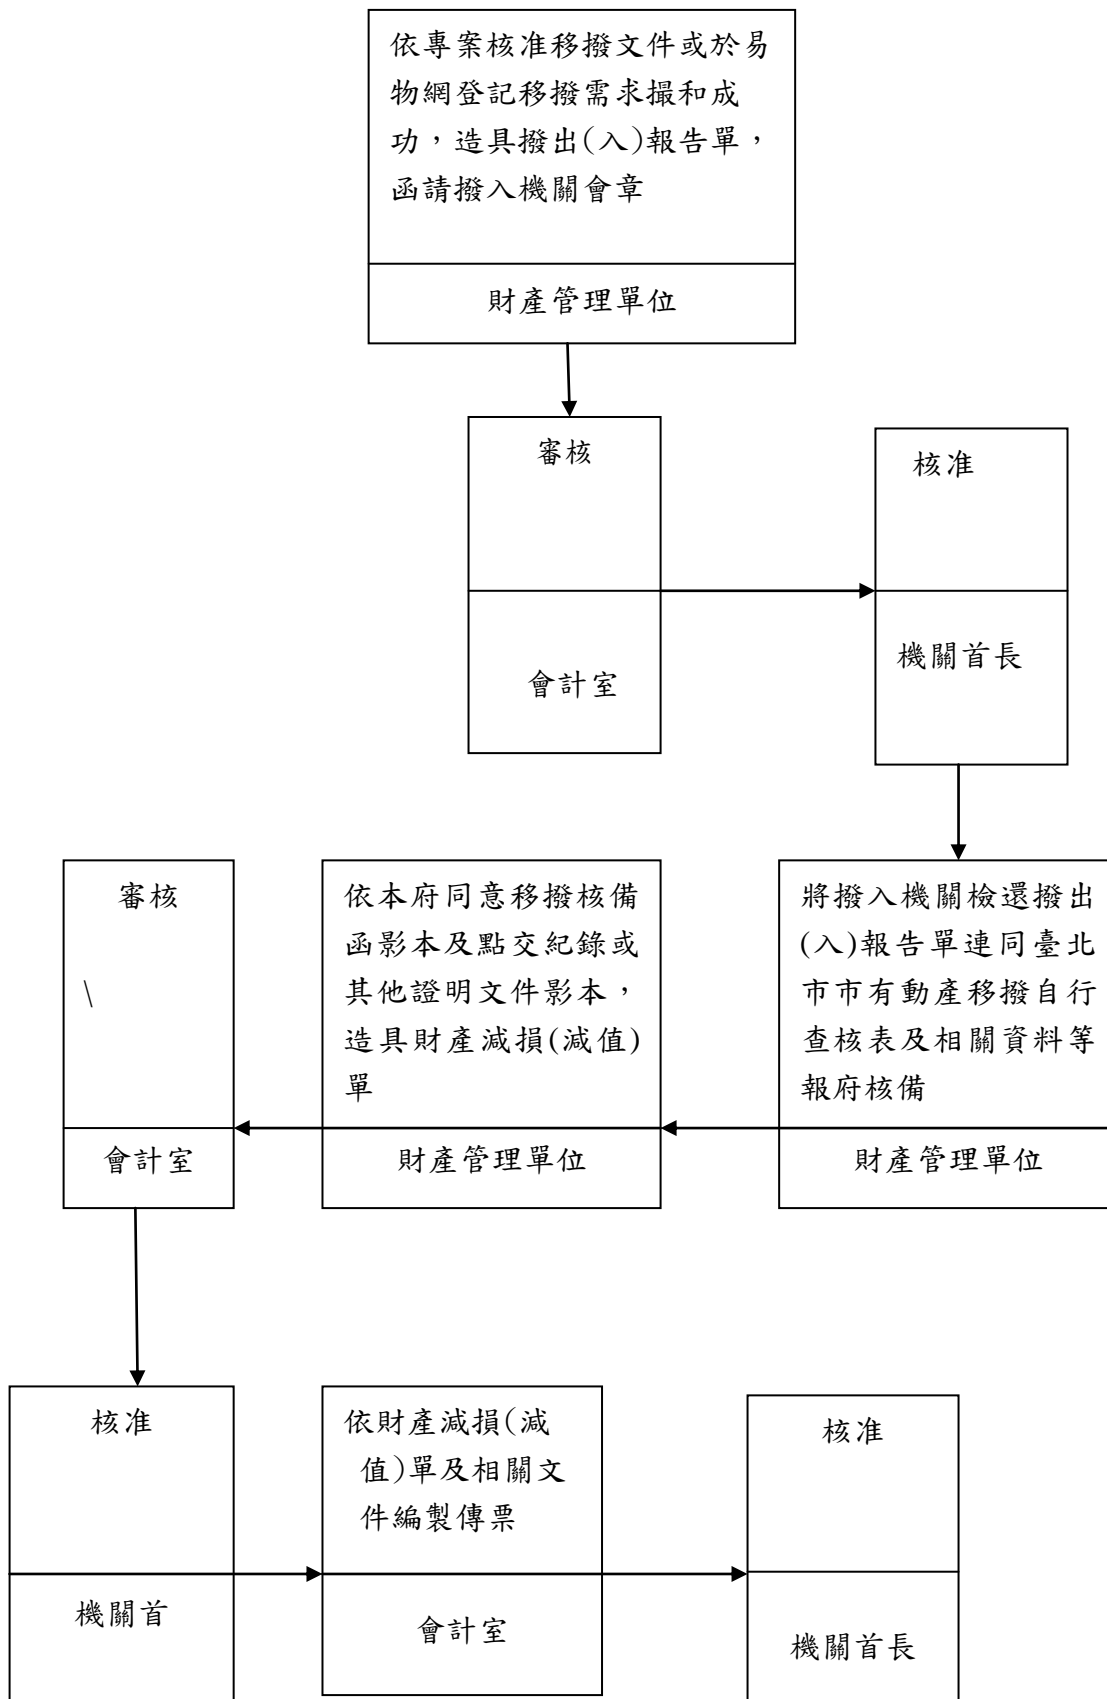 依專案核准移撥文件或於易
物網登記移撥需求撮和成
功，造具撥出(入)報告單，
函請撥入機關會章
財產管理單位
審核
會計室
核准
機關首長
將撥入機關檢還撥出
(入)報告單連同臺北
市市有動產移撥自行
查核表及相關資料等
報府核備
財產管理單位
依本府同意移撥核備
函影本及點交紀錄或
其他證明文件影本，
造具財產減損(減值)
單
財產管理單位
審核
\
會計室
核准
機關首
依財產減損(減
值)單及相關文
件編製傳票
會計室
核准
機關首長